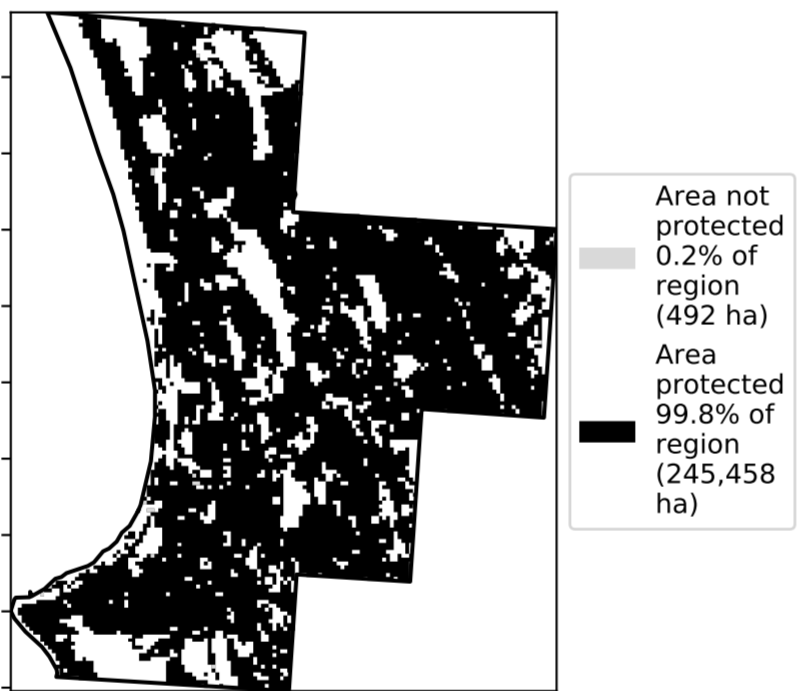 Area not
protected
0.2% of
region
(492 ha)
Area
protected
99.8% of
region
(245,458
ha)